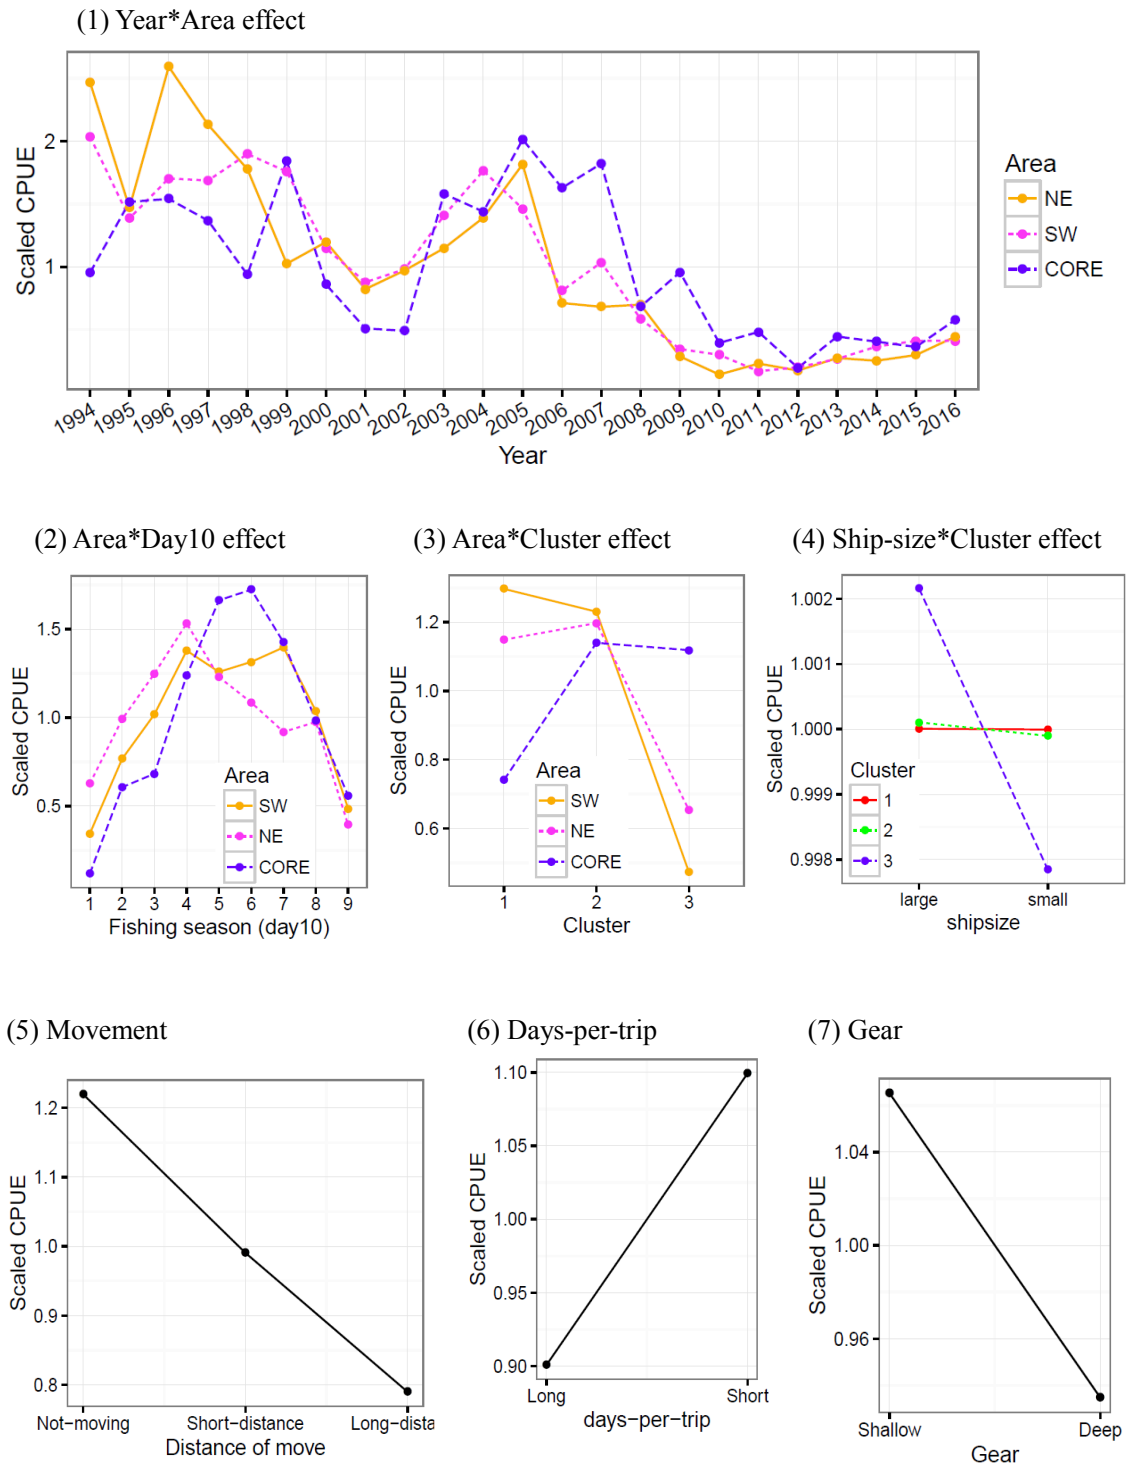 (1) Year*Area effect
2
1
Scaled CPUE
1994 1995 1996 1997 1998 1999 2000 2001 2002 2003 2004 2005 2006 2007 2008 2009 2010 2011 2012 2013 2014 2015 2016
Year
Area
NE
SW
CORE
(2) Area*Day10 effect
1.5
1.0
0.5
Scaled CPUE
Area
SW
NE
CORE
1 2 3 4 5 6 7 8 9
Fishing season (day10)
(3) Area*Cluster effect
1.2
1.0
0.8
0.6
Scaled CPUE
Area
SW
NE
CORE
1 2 3
Cluster
(4) Ship-size*Cluster effect
1.002
1.001
1.000
0.999
0.998
Scaled CPUE
Cluster
1
2
3
large small
shipsize
(5) Movement
1.2
1.1
1.0
0.9
0.8
Scaled CPUE
Not−moving Short−distance Long−dista
Distance of move
(6) Days-per-trip
1.10
1.05
1.00
0.95
0.90
Scaled CPUE
Long Short
days−per−trip
(7) Gear
1.04
1.00
0.96
Scaled CPUE
Shallow Deep
Gear